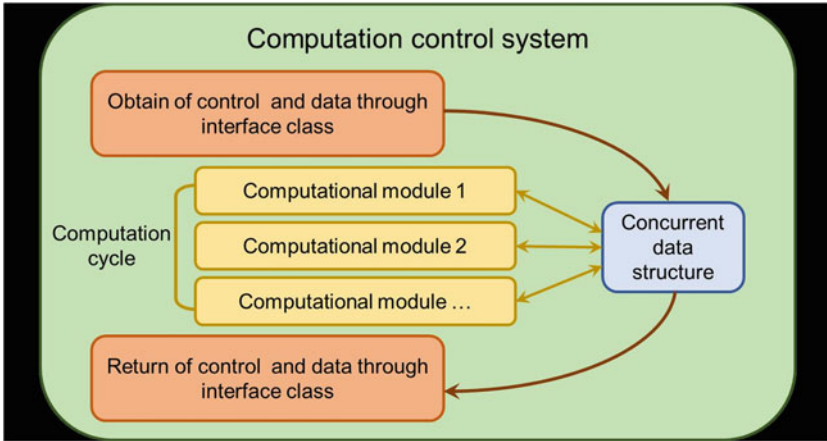 Computation control system
Obtain of control and data through
interface class
Computational module 1
Computation
cycle
Computational module 2
Computational module …
Concurrent
data
structure
Return of control and data through
interface class